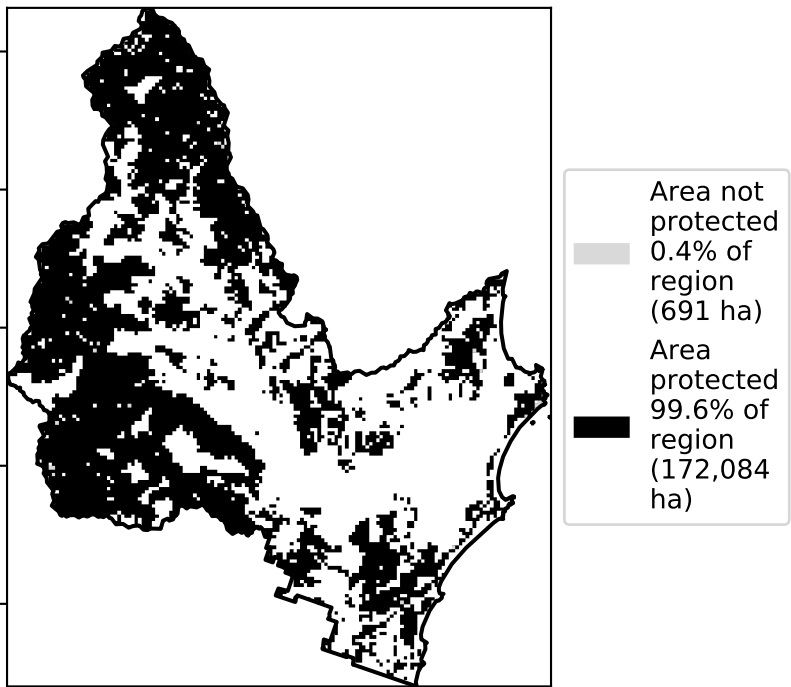 Area not
protected
0.4% of
region
(691 ha)
Area
protected
99.6% of
region
(172,084
ha)